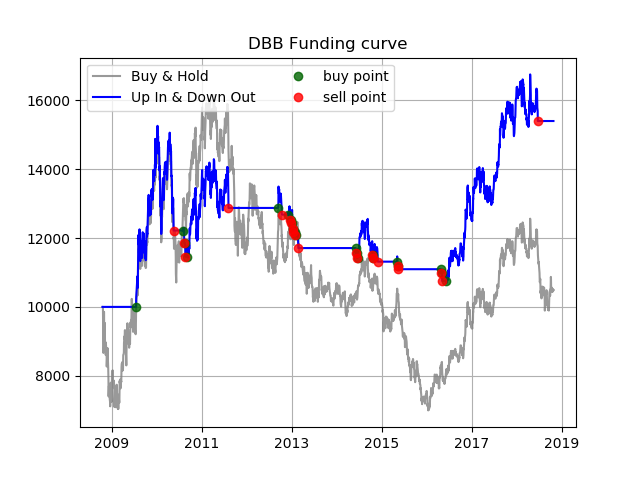 DBB Funding curve
Buy & Hold
Up In & Down Out
buy point
sell point
16000
14000
12000
10000
8000
2009
2011
2013
2015
2017
2019